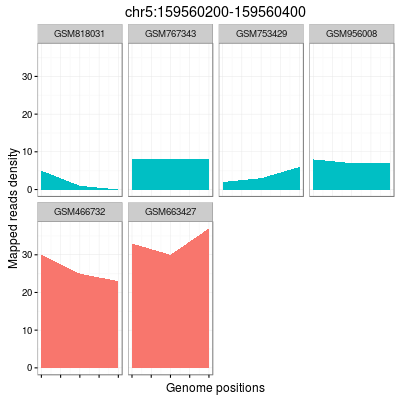 chr5:159560200-159560400
GSM818031 GSM767343 GSM753429 GSM956008
30
20
10
0
GSM466732 GSM663427
30
20
10
0
Mapped reads density
Genome positions